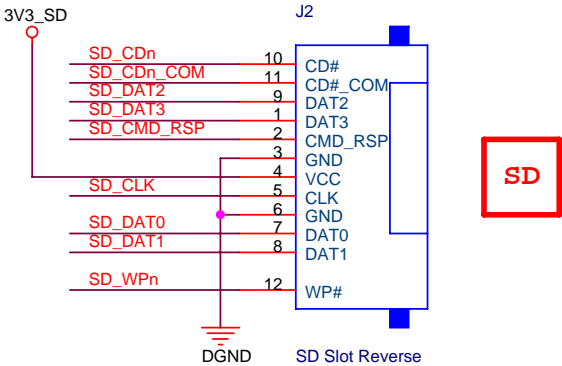 3V3_SD
J2
SD_CDn 10 CD#
SD_CDn_COM 11 CD#_COM
SD_DAT2 9 DAT2
SD_DAT3 1 DAT3
SD_CMD_RSP 2 CMD_RSP
3 GND
4 VCC
SD_CLK 5 CLK
6 GND
SD_DAT0 7 DAT0
SD_DAT1 8 DAT1
SD_WPn 12 WP#
SD
DGND
SD Slot Reverse